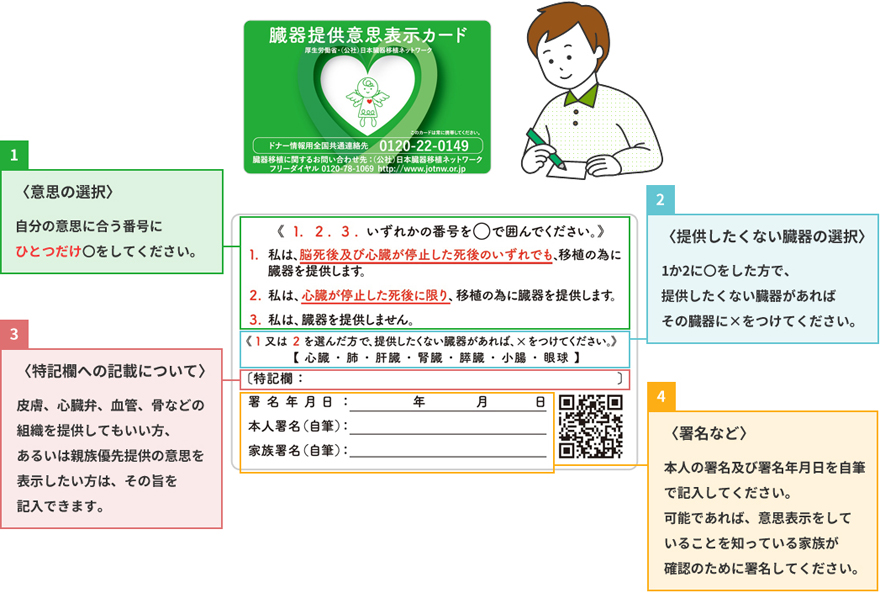 臓器提供意思表示カード
厚生労働省・(公社)日本臓器移植ネットワーク
このカードは常に携帯してください。
ドナー情報用全国共通連絡先 0120-22-0149
臓器移植に関するお問い合わせ先:(公社)日本臓器移植ネットワーク
フリーダイヤル 0120-78-1069 http://www.jotnw.or.jp
1
〈意思の選択〉
自分の意思に合う番号に
ひとつだけ〇をしてください。
2
〈提供したくない臓器の選択〉
1か2に〇をした方で、
提供したくない臓器があれば
その臓器に×をつけてください。
《 1. 2. 3. いずれかの番号を◯で囲んでください。》
1. 私は、脳死後及び心臓が停止した死後のいずれでも、移植の為に
臓器を提供します。
2. 私は、心臓が停止した死後に限り、移植の為に臓器を提供します。
3. 私は、臓器を提供しません。
《1 又は 2 を選んだ方で、提供したくない臓器があれば、×をつけてください。》
【 心臓・肺・肝臓・腎臓・膵臓・小腸・眼球 】
〔特記欄: 〕
署名年月日: 年 月 日
本人署名(自筆):
家族署名(自筆):
3
〈特記欄への記載について〉
皮膚、心臓弁、血管、骨などの
組織を提供してもいい方、
あるいは親族優先提供の意思を
表示したい方は、その旨を
記入できます。
4
〈署名など〉
本人の署名及び署名年月日を自筆
で記入してください。
可能であれば、意思表示をして
いることを知っている家族が
確認のために署名してください。